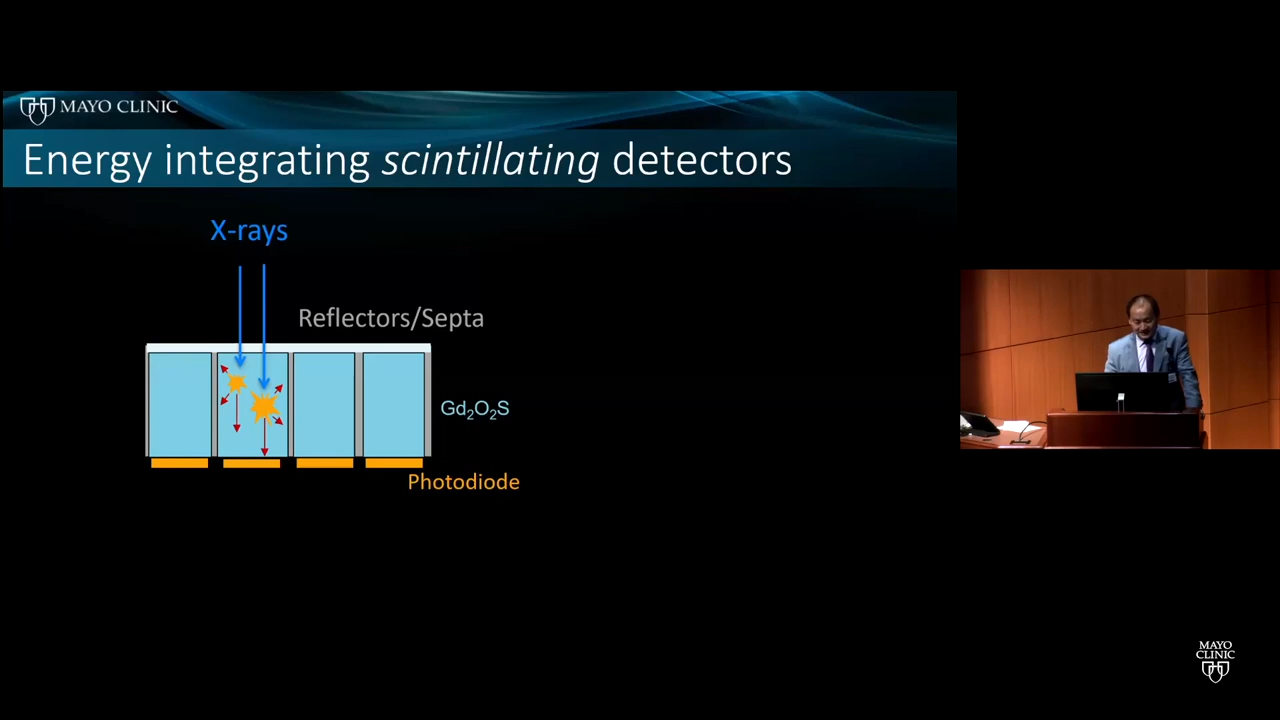 MAYO CLINIC
Energy integrating scintillating detectors
X-rays
Reflectors/Septa
Gd₂O₂S
Photodiode
MAYO
CLINIC